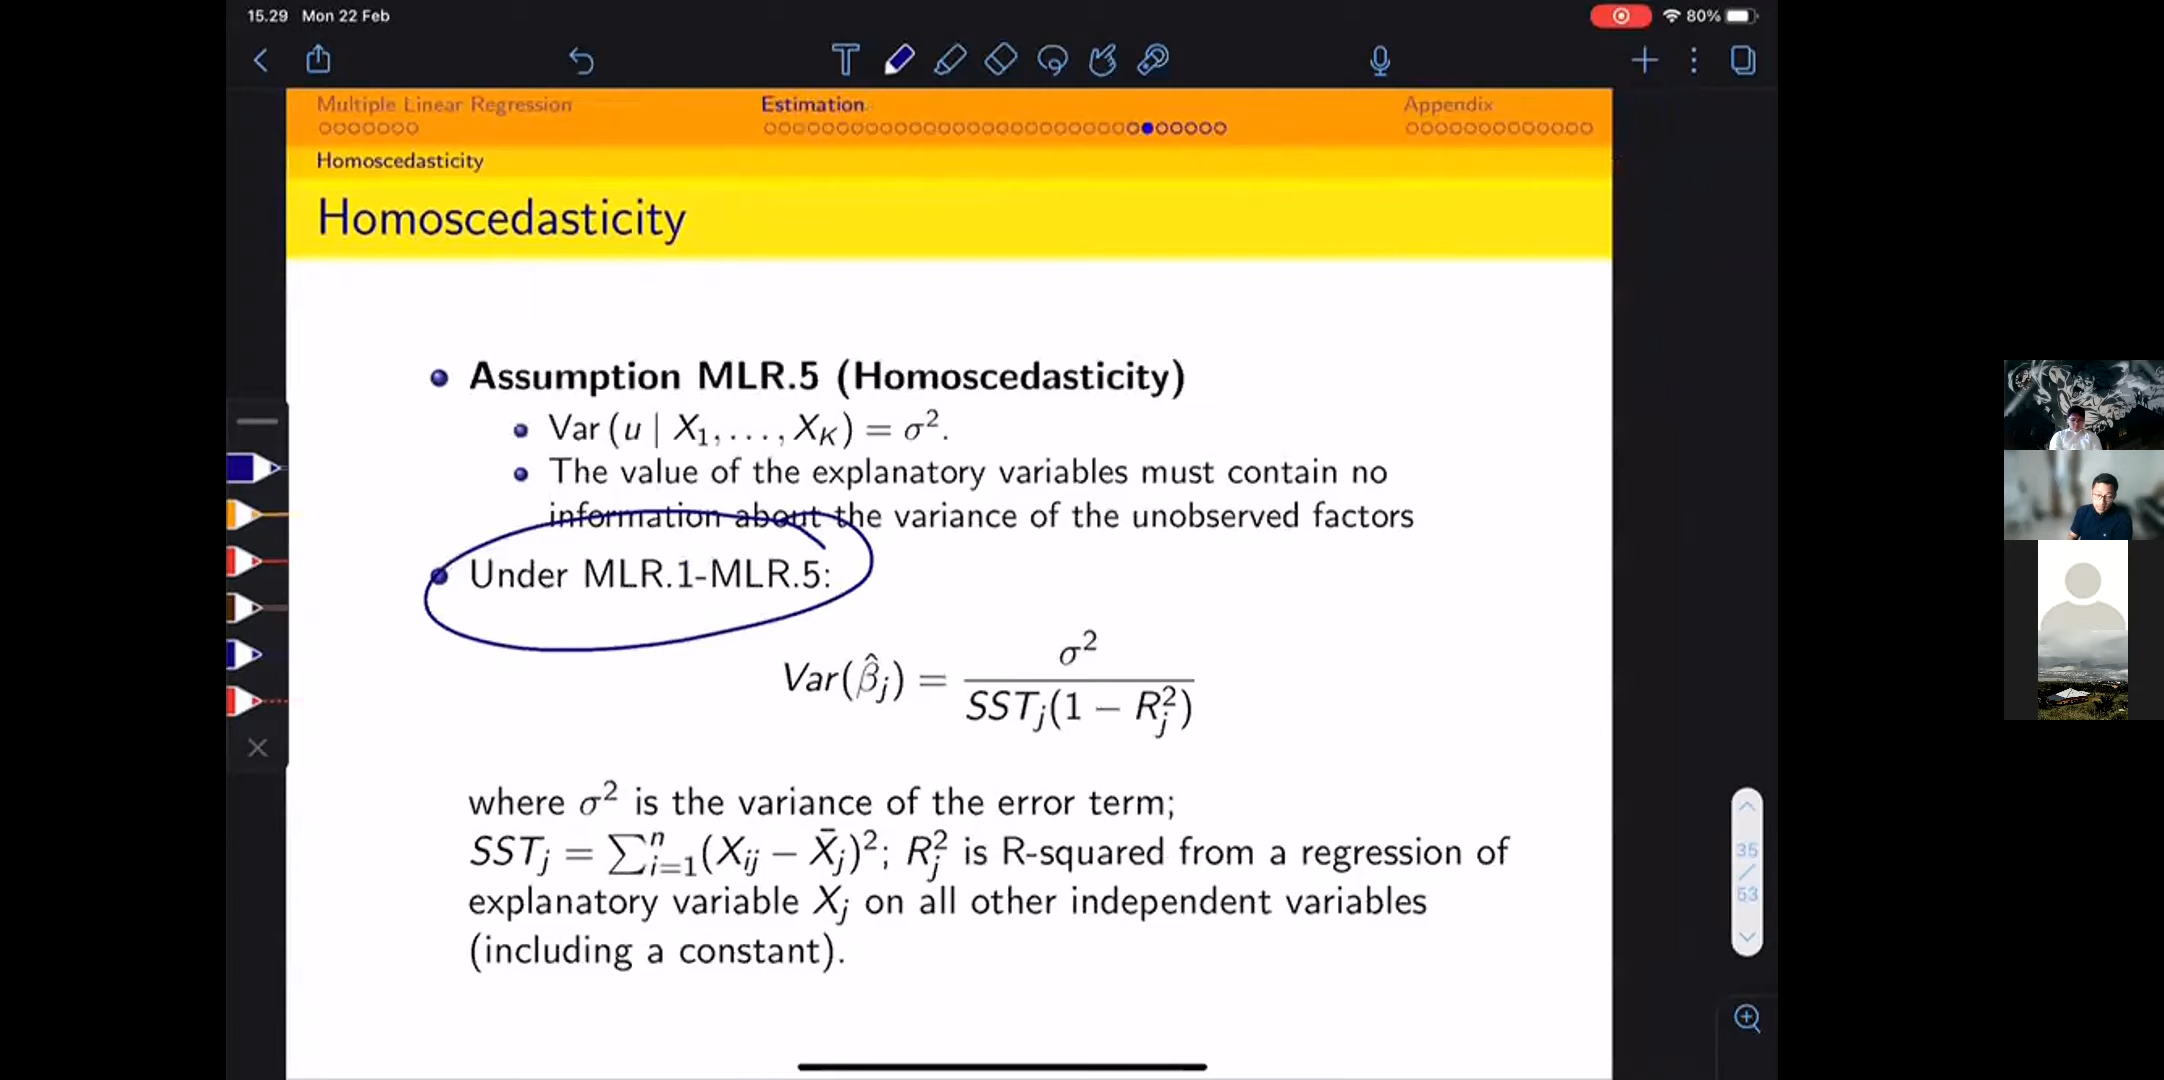 15.29 Mon 22 Feb
80%
Multiple Linear Regression
Estimation
Appendix
Homoscedasticity
Homoscedasticity
Assumption MLR.5 (Homoscedasticity)
Var (u | X₁, . . . , X_K) = σ².
The value of the explanatory variables must contain no
information about the variance of the unobserved factors
Under MLR.1-MLR.5:
Var(β̂ⱼ) = σ² / SSTⱼ(1 − Rⱼ²)
where σ² is the variance of the error term;
SSTⱼ = ∑ⁿᵢ₌₁(Xᵢⱼ − X̄ⱼ)²; Rⱼ² is R-squared from a regression of
explanatory variable Xⱼ on all other independent variables
(including a constant).
35
/
53